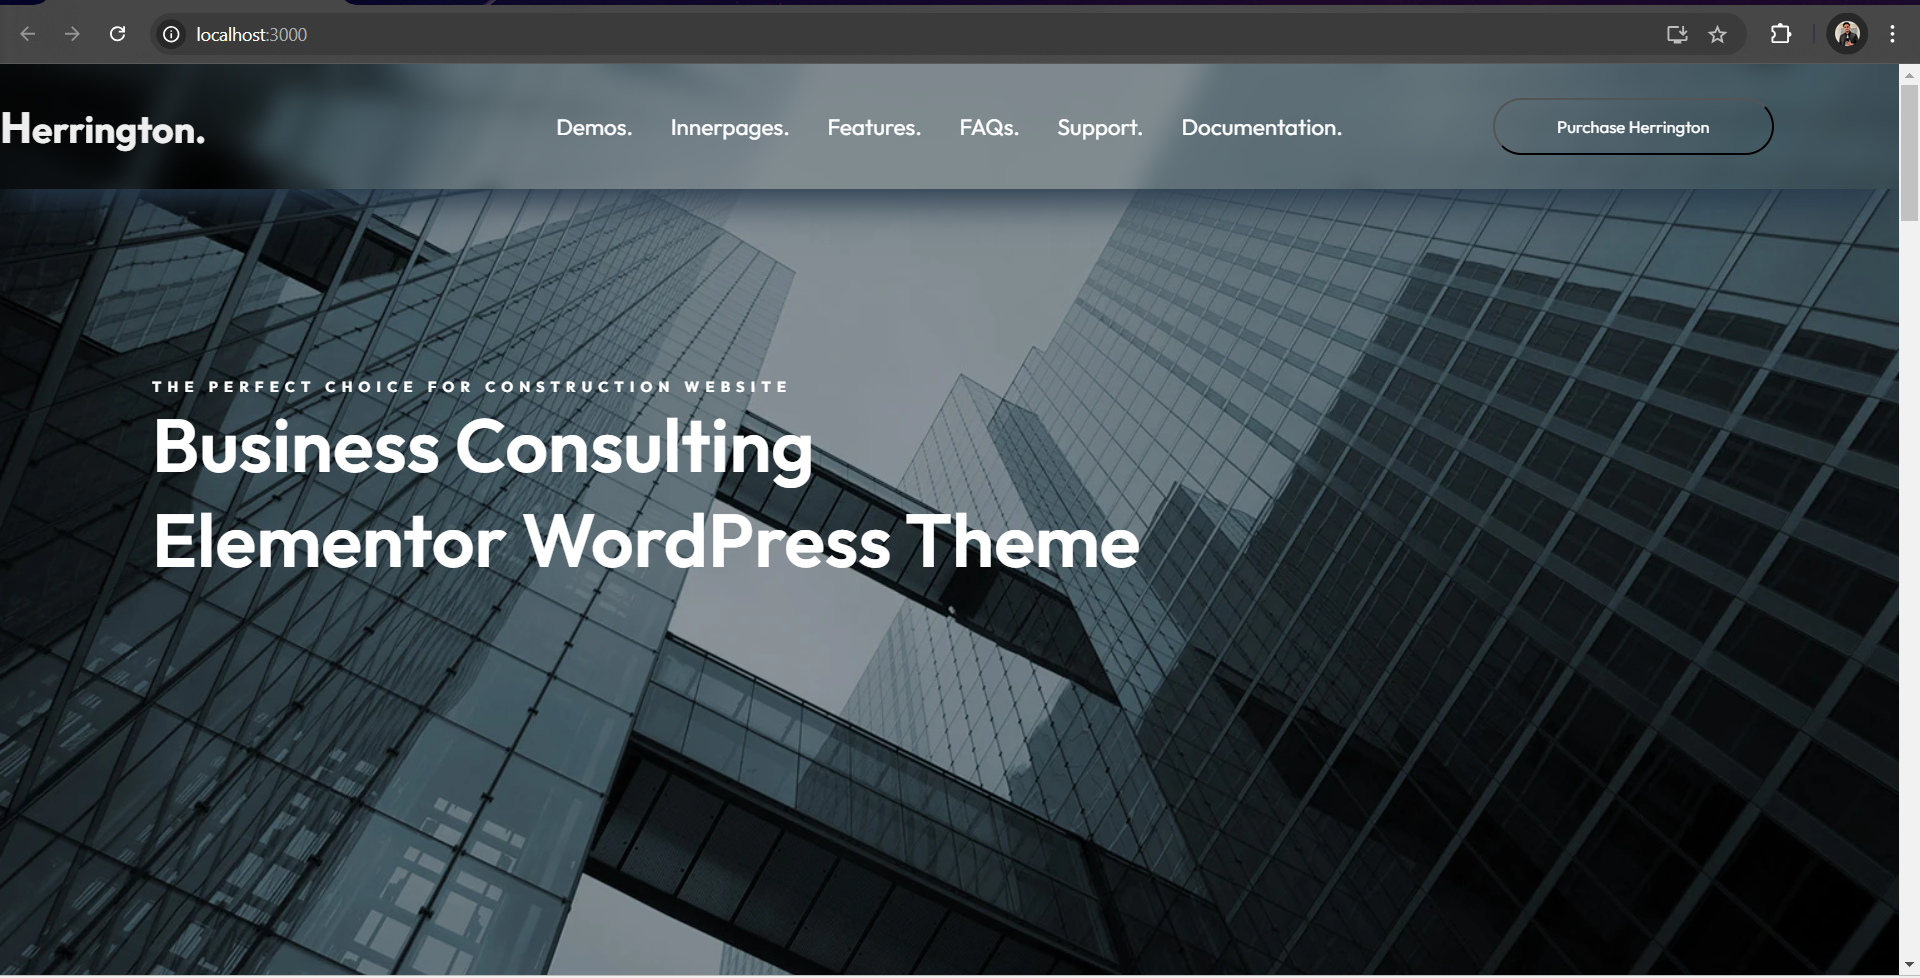 localhost:3000
Herrington.
Demos. Innerpages. Features. FAQs. Support. Documentation.
Purchase Herrington
THE PERFECT CHOICE FOR CONSTRUCTION WEBSITE
Business Consulting
Elementor WordPress Theme